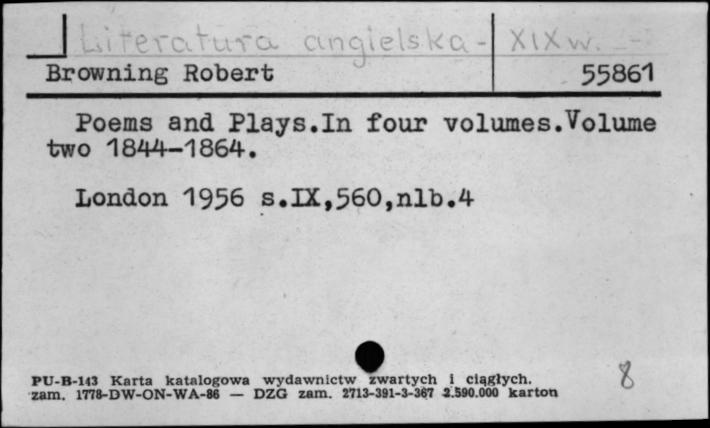 Literatura angielska - XIX w. -
Browning Robert 55861
Poems and Plays.In four volumes.Volume
two 1844-1864.
London 1956 s.IX,560,nlb.4
PU-B-143 Karta katalogowa wydawnictw zwartych i ciągłych.
zam. 1778-DW-ON-WA-86 — DZG zam. 2713-391-3-367 2.590.000 karton
8